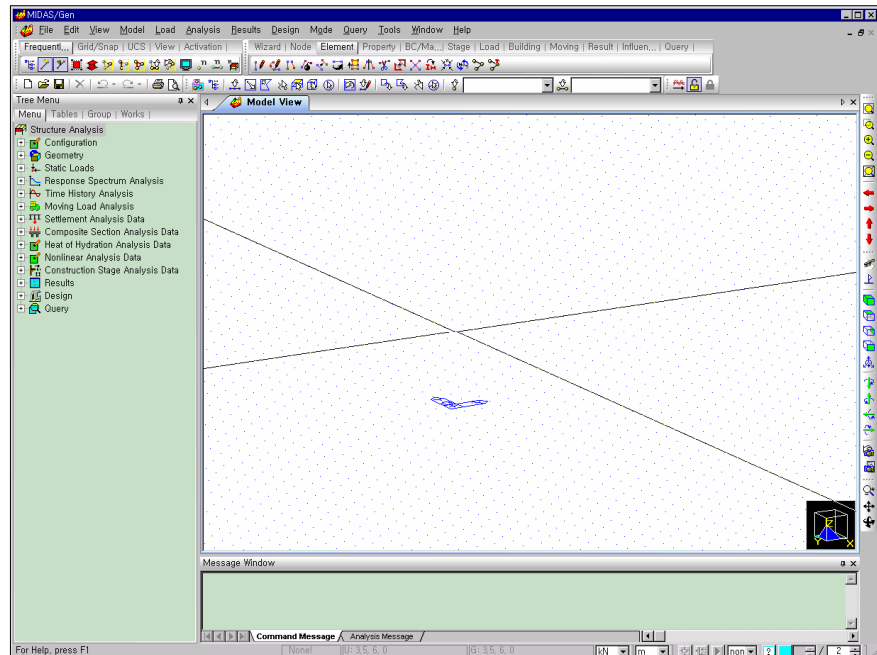 MIDAS/Gen
File Edit View Model Load Analysis Results Design Mode Query Tools Window Help
Frequentl... Grid/Snap UCS View Activation Wizard Node Element Property BC/Ma... Stage Load Building Moving Result Influen... Query
Tree Menu
Model View
Menu Tables Group Works
Structure Analysis
Configuration
Geometry
Static Loads
Response Spectrum Analysis
Time History Analysis
Moving Load Analysis
Settlement Analysis Data
Composite Section Analysis Data
Heat of Hydration Analysis Data
Nonlinear Analysis Data
Construction Stage Analysis Data
Results
Design
Query
Z
Y X
Message Window
Command Message Analysis Message
For Help, press F1 None! U: 3.5, 6, 0 G: 3.5, 6, 0 kN m non ? / 2